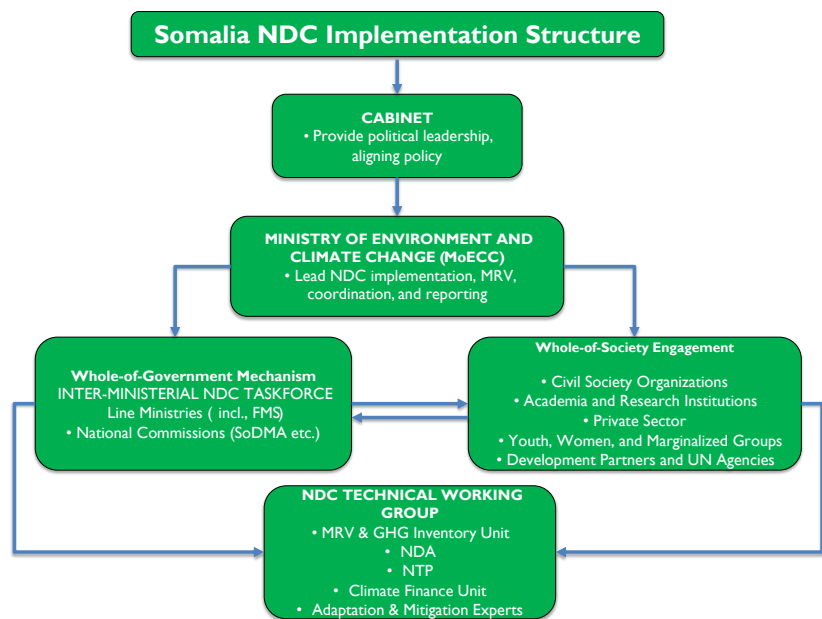 Somalia NDC Implementation Structure
CABINET
• Provide political leadership,
aligning policy
MINISTRY OF ENVIRONMENT AND
CLIMATE CHANGE (MoECC)
• Lead NDC implementation, MRV,
coordination, and reporting
Whole-of-Government Mechanism
INTER-MINISTERIAL NDC TASKFORCE
Line Ministries ( incl., FMS)
• National Commissions (SoDMA etc.)
Whole-of-Society Engagement
• Civil Society Organizations
• Academia and Research Institutions
• Private Sector
• Youth, Women, and Marginalized Groups
• Development Partners and UN Agencies
NDC TECHNICAL WORKING
GROUP
• MRV & GHG Inventory Unit
• NDA
• NTP
• Climate Finance Unit
• Adaptation & Mitigation Experts